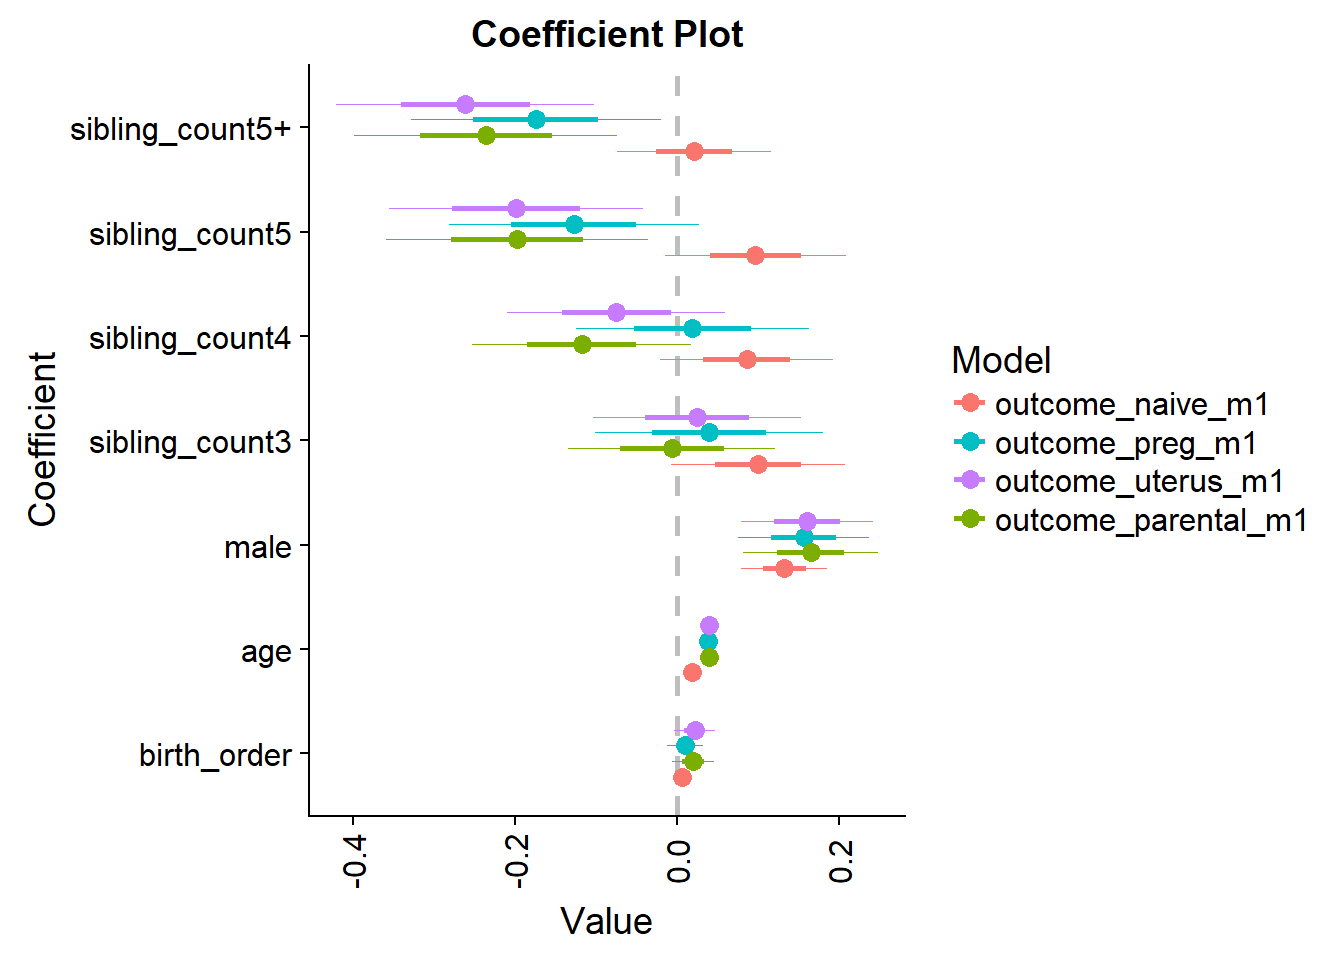 Coefficient Plot
Coefficient
sibling_count5+
sibling_count5
sibling_count4
sibling_count3
male
age
birth_order
-0.4
-0.2
0.0
0.2
Value
Model
outcome_naive_m1
outcome_preg_m1
outcome_uterus_m1
outcome_parental_m1